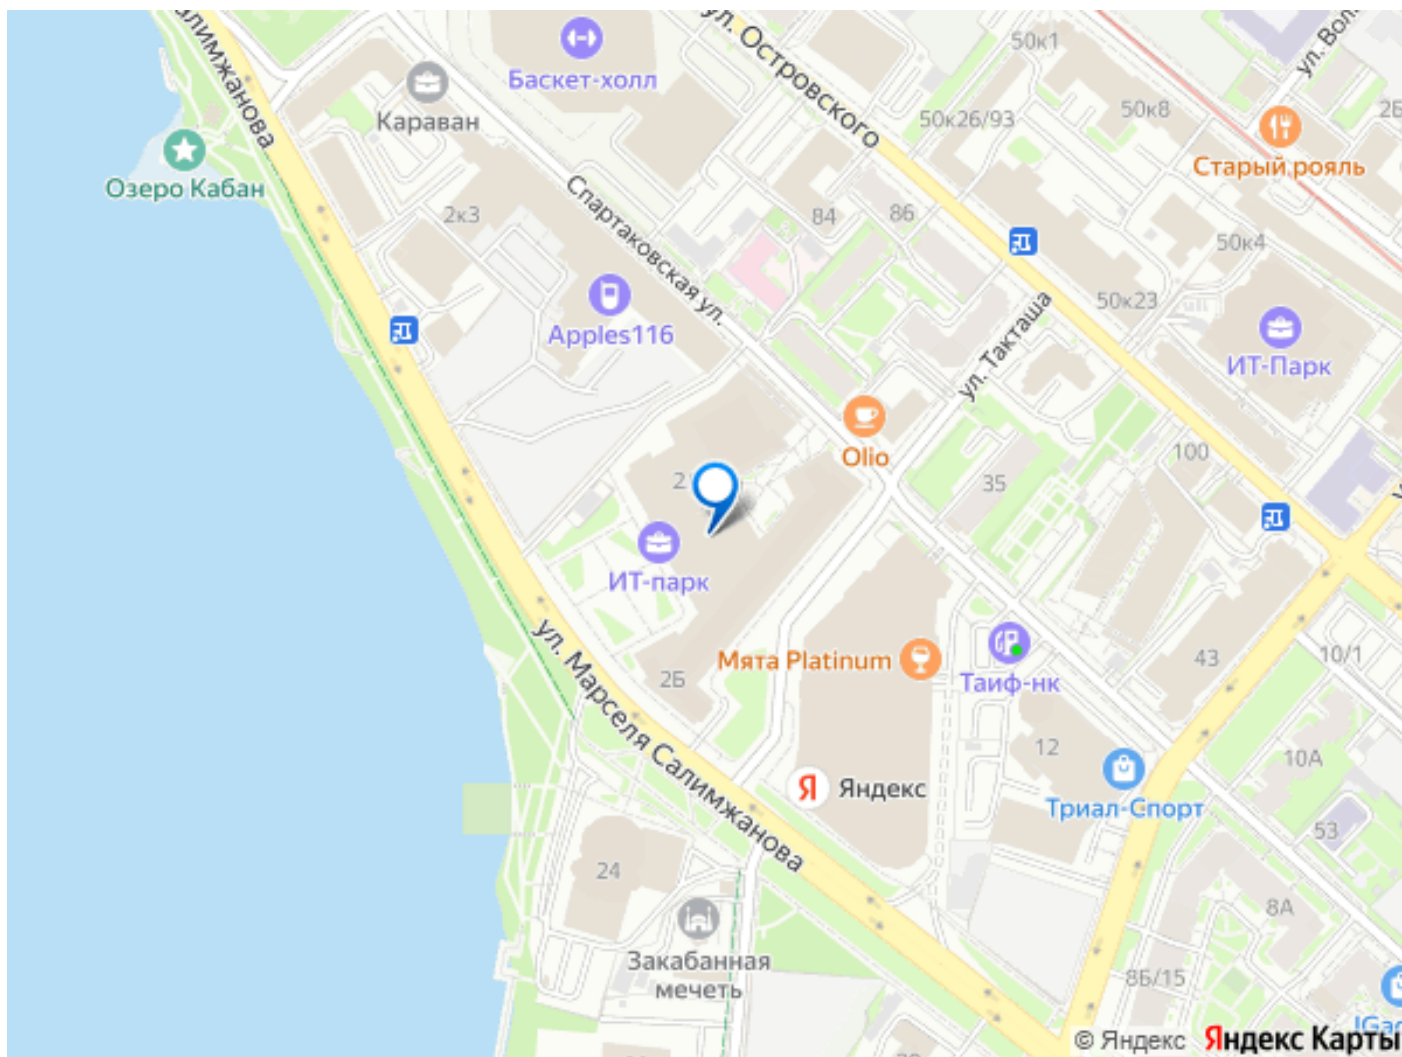 Салимжанова
Баскет-холл
Караван
Озеро Кабан
ул. Островского
50к1
50к8
50к26/93
Старый рояль
2к3
Спартаковская ул.
84
86
50к4
50к23
Apples116
ул. Такташа
ИТ-Парк
Olio
100
35
2
ИТ-парк
ул. Марселя Салимжанова
2Б
Мята Platinum
Таиф-нк
43
10/1
12
10А
Яндекс
Триал-Спорт
53
24
8А
Закабанная
мечеть
8Б/15
© Яндекс Яндекс Карты